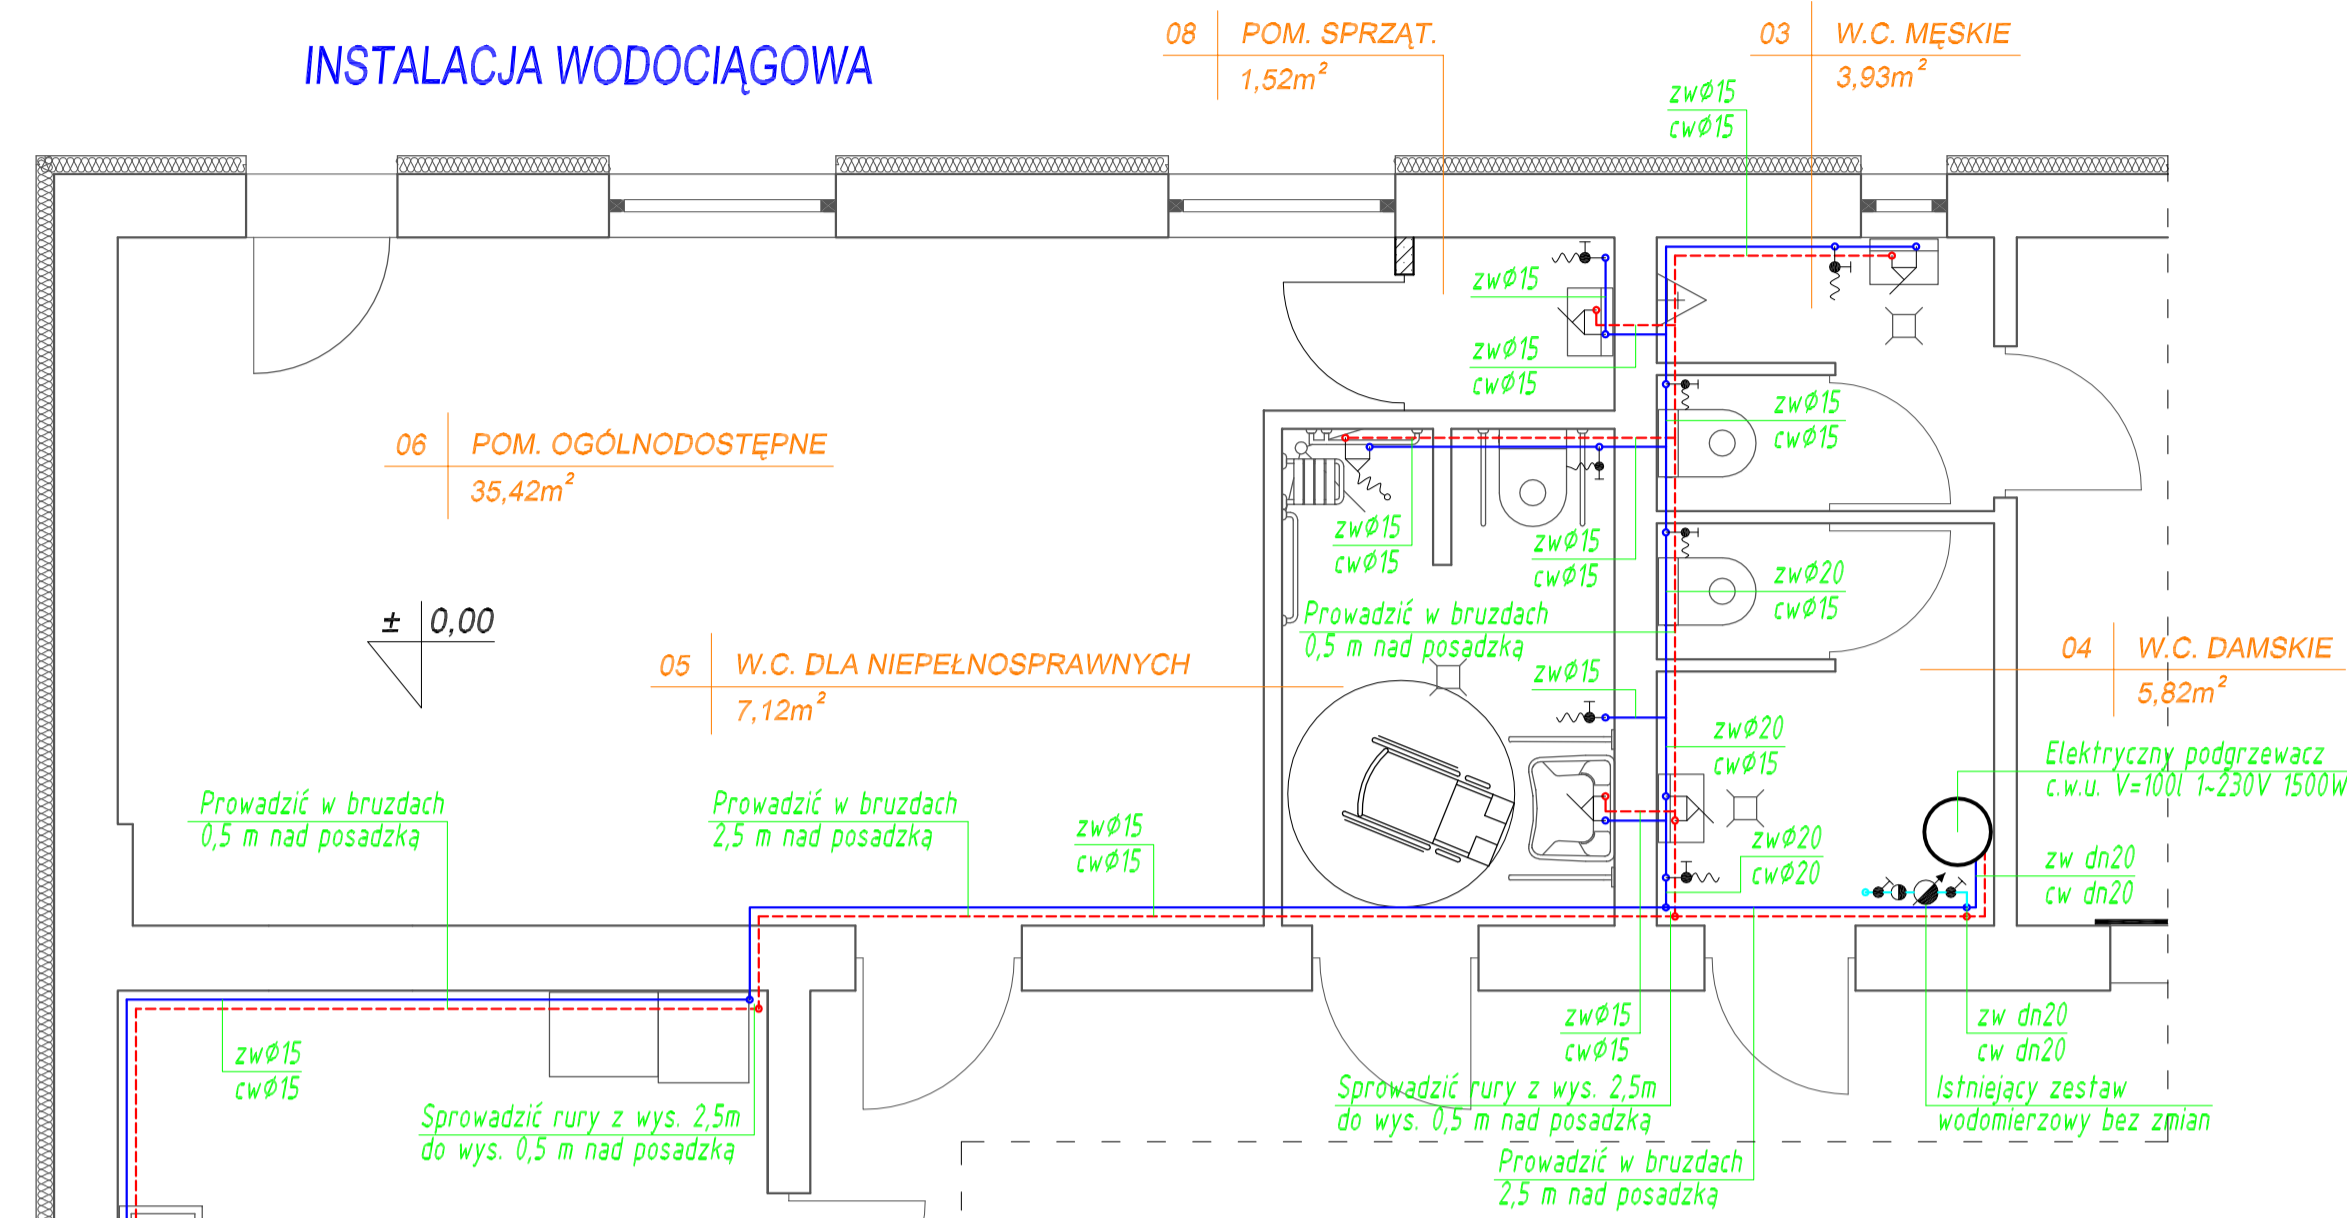 INSTALACJA WODOCIĄGOWA
08 POM. SPRZĄT.
1,52m²
03 W.C. MĘSKIE
3,93m²
zwØ15
cwØ15
zwØ15
zwØ15
cwØ15
zwØ15
cwØ15
06 POM. OGÓLNODOSTĘPNE
35,42m²
zwØ15
cwØ15
zwØ15
cwØ15
zwØ20
cwØ15
± 0,00
Prowadzić w bruzdach
0,5 m nad posadzką
05 W.C. DLA NIEPEŁNOSPRAWNYCH
7,12m²
zwØ15
04 W.C. DAMSKIE
5,82m²
zwØ20
cwØ15
Elektryczny podgrzewacz
c.w.u. V=100l 1~230V 1500W
Prowadzić w bruzdach
0,5 m nad posadzką
Prowadzić w bruzdach
2,5 m nad posadzką
zwØ15
cwØ15
zwØ20
cwØ20
zw dn20
cw dn20
zwØ15
cwØ15
zwØ15
cwØ15
zw dn20
cw dn20
Sprowadzić rury z wys. 2,5m
do wys. 0,5 m nad posadzką
Sprowadzić rury z wys. 2,5m
do wys. 0,5 m nad posadzką
Istniejący zestaw
wodomierzowy bez zmian
Prowadzić w bruzdach
2,5 m nad posadzką